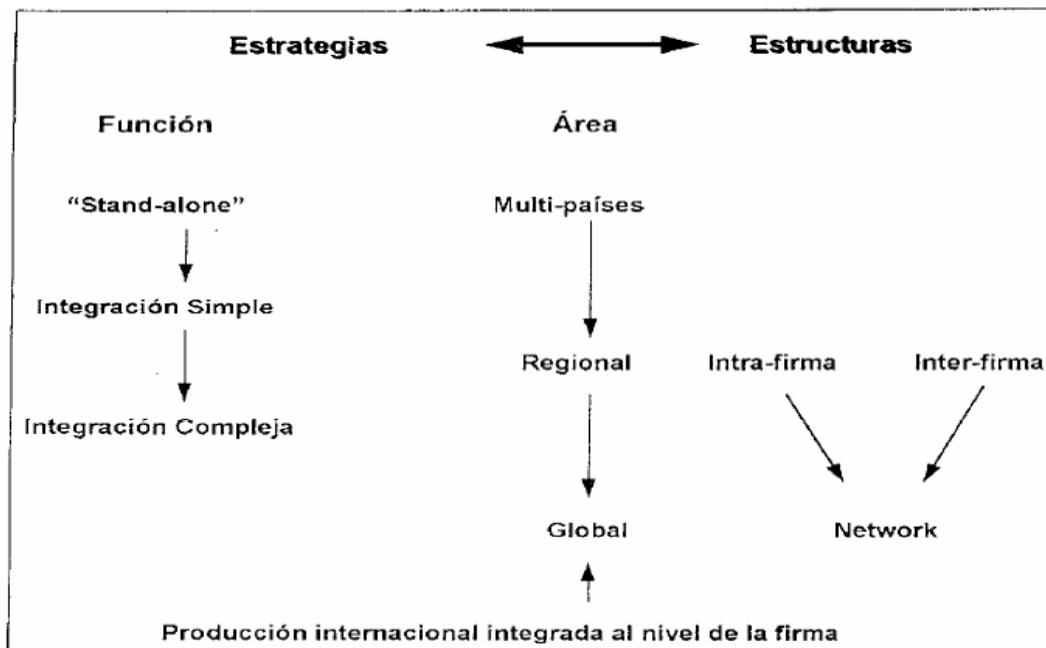 Estrategias Estructuras
Función Área
“Stand-alone” Multi-países
Integración Simple
Regional Intra-firma Inter-firma
Integración Compleja
Global Network
Producción internacional integrada al nivel de la firma